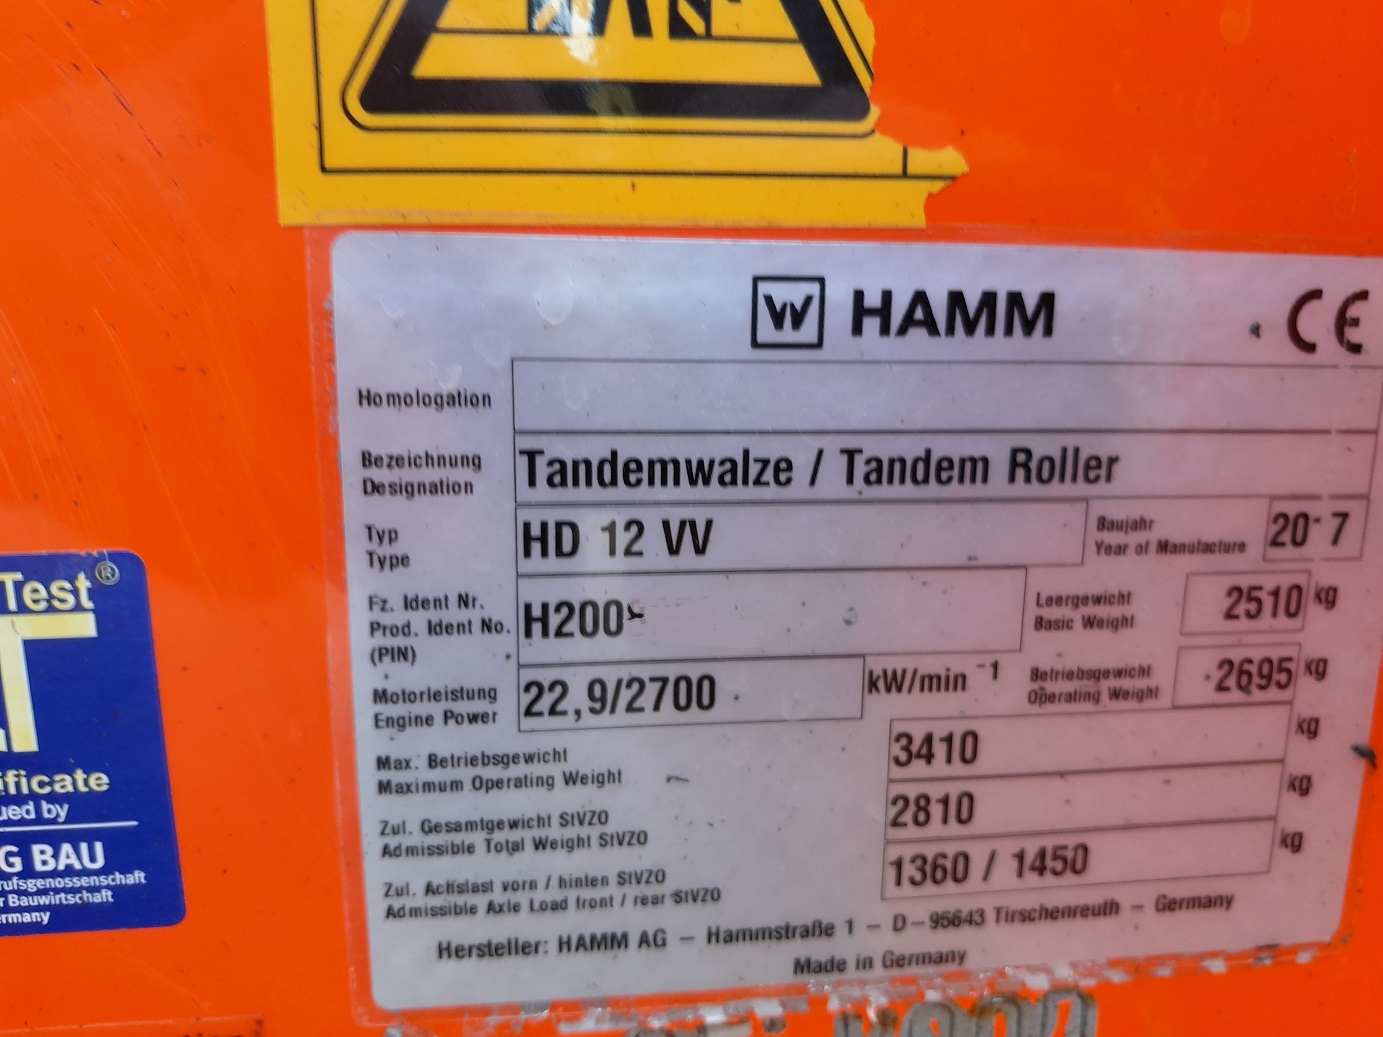 HAMM
CE
Homologation
Bezeichnung
Designation
Tandemwalze / Tandem Roller
Typ
Type
HD 12 VV
Baujahr
Year of Manufacture
20 7
Fz. Ident Nr.
Prod. Ident No.
(PIN)
H200
Leergewicht
Basic Weight
2510 kg
Motorleistung
Engine Power
22,9/2700 kW/min ⁻¹
Betriebsgewicht
Operating Weight
2695 kg
Max. Betriebsgewicht
Maximum Operating Weight
3410 kg
Zul. Gesamtgewicht StVZO
Admissible Total Weight StVZO
2810 kg
Zul. Achslast vorn / hinten StVZO
Admissible Axle Load front / rear StVZO
1360 / 1450 kg
Hersteller: HAMM AG – Hammstraße 1 – D–95643 Tirschenreuth – Germany
Made in Germany
Test®
ificate
ued by
G BAU
rufsgenossenschaft
r Bauwirtschaft
ermany